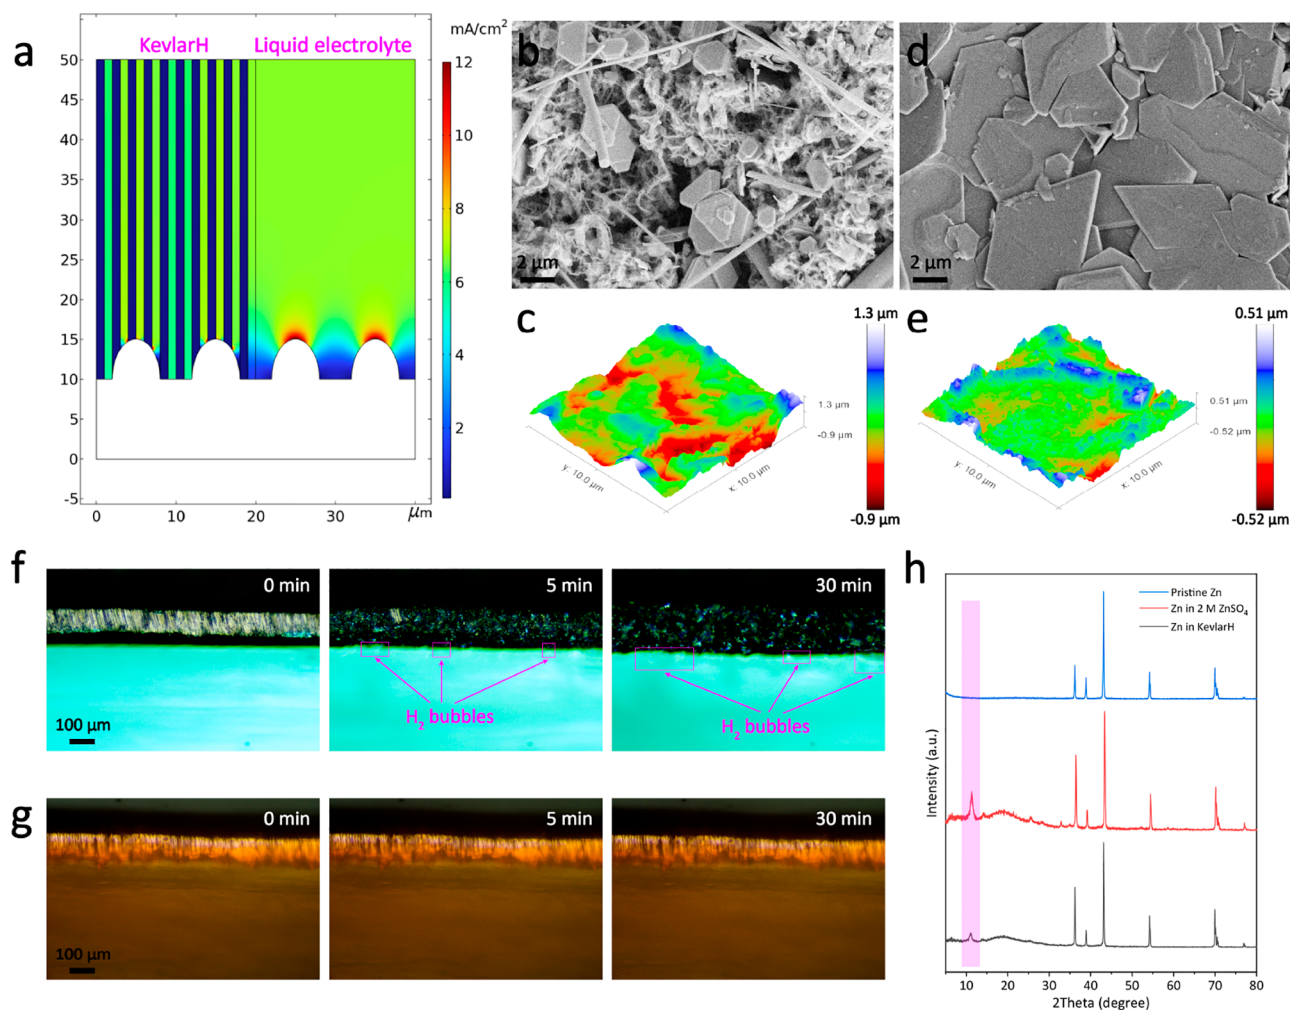 a
KevlarH
Liquid electrolyte
mA/cm²
50
45
40
35
30
25
20
15
10
5
0
-5
0
10
20
30
μm
12
10
8
6
4
2
b
2 μm
d
2 μm
c
1.3 μm
-0.9 μm
1.3 μm
-0.9 μm
y: 10.0 μm
x: 10.0 μm
e
0.51 μm
-0.52 μm
0.51 μm
-0.52 μm
y: 10.0 μm
x: 10.0 μm
f
0 min
100 μm
5 min
H₂ bubbles
30 min
H₂ bubbles
g
0 min
100 μm
5 min
30 min
h
Pristine Zn
Zn in 2 M ZnSO₄
Zn in KevlarH
Intensity (a.u.)
10
20
30
40
50
60
70
80
2Theta (degree)